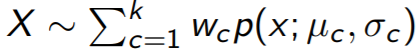 X ∼ ∑_{c=1}^{k} w_c p(x; μ_c, σ_c)